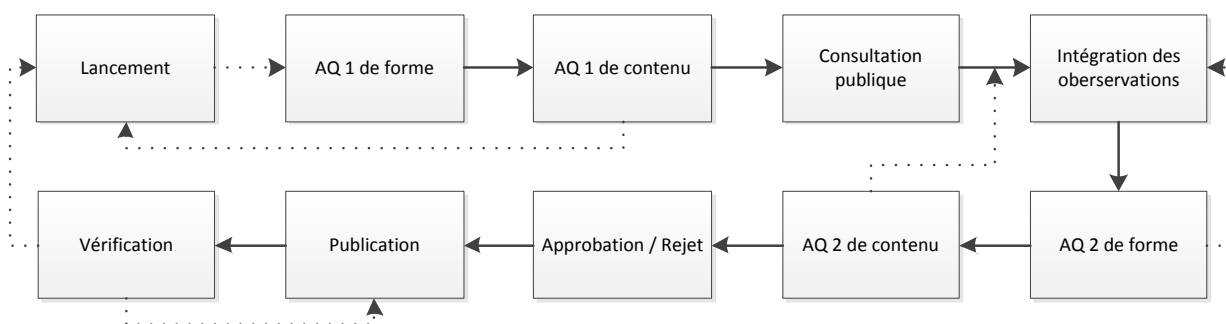 Lancement
AQ 1 de forme
AQ 1 de contenu
Consultation
publique
Intégration des
oberservations
Vérification
Publication
Approbation / Rejet
AQ 2 de contenu
AQ 2 de forme